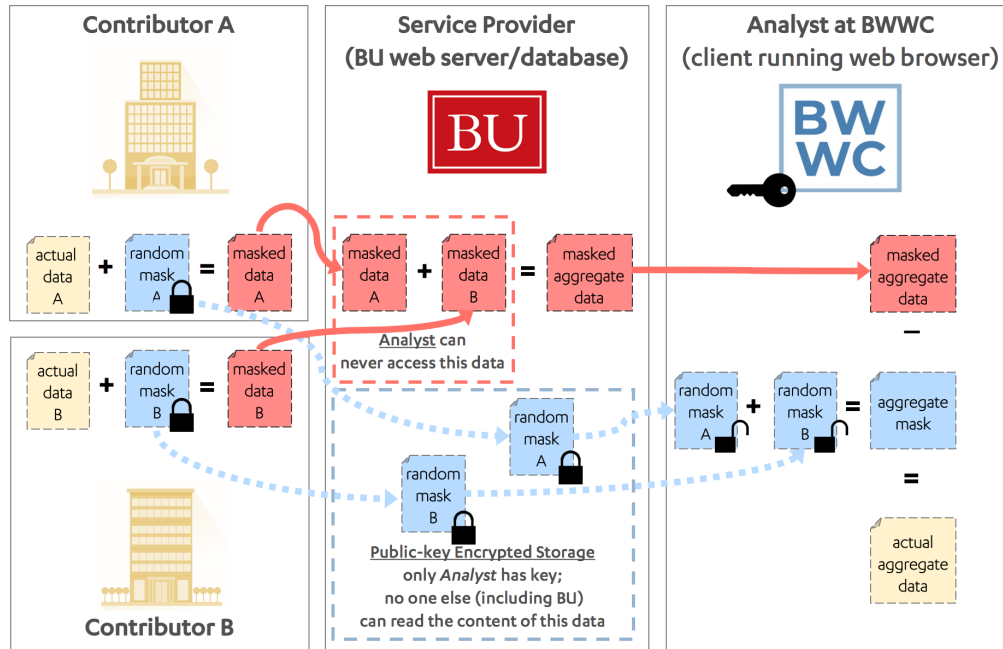 Contributor A
actual
data
A
+
random
mask
A
=
masked
data
A
actual
data
B
+
random
mask
B
=
masked
data
B
Contributor B
Service Provider
(BU web server/database)
BU
masked
data
A
+
masked
data
B
=
masked
aggregate
data
Analyst can
never access this data
random
mask
A
random
mask
B
Public-key Encrypted Storage
only Analyst has key;
no one else (including BU)
can read the content of this data
Analyst at BWWC
(client running web browser)
BW
WC
masked
aggregate
data
–
random
mask
A
+
random
mask
B
=
aggregate
mask
=
actual
aggregate
data